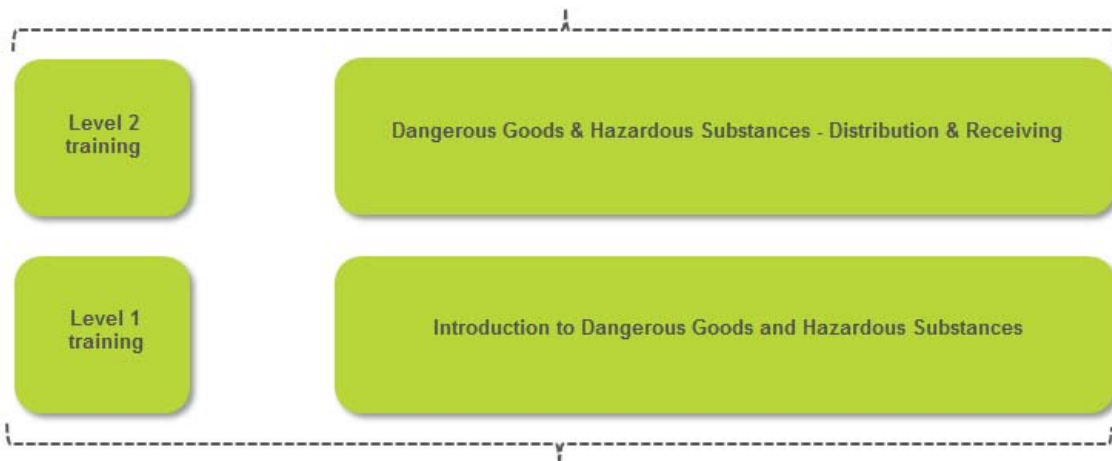 Level 2
training
Dangerous Goods & Hazardous Substances - Distribution & Receiving
Level 1
training
Introduction to Dangerous Goods and Hazardous Substances